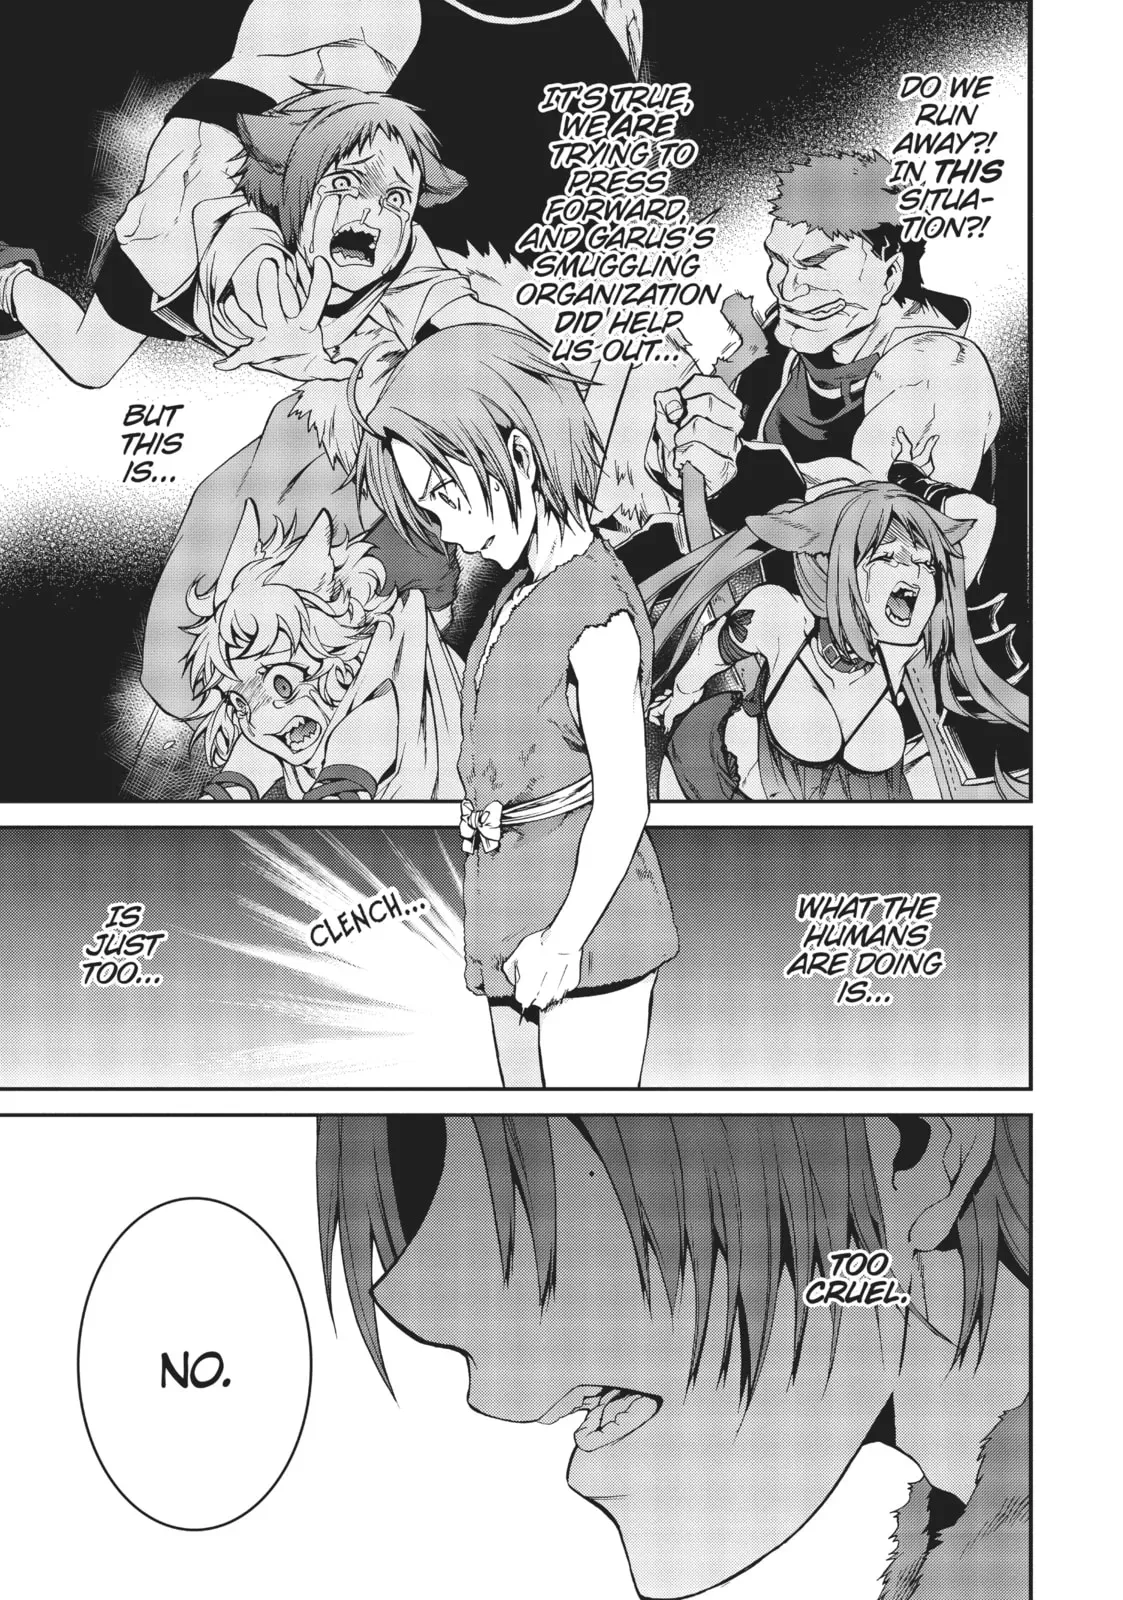 DO WE
RUN
AWAY?!
IN THIS
SITUA-
TION?!
IT'S TRUE,
WE ARE
TRYING TO
PRESS
FORWARD,
AND GARUS'S
SMUGGLING
ORGANIZATION
DID HELP
US OUT...
BUT
THIS
IS...
WHAT THE
HUMANS
ARE DOING
IS...
CLENCH...
IS
JUST
TOO...
TOO
CRUEL.
NO.